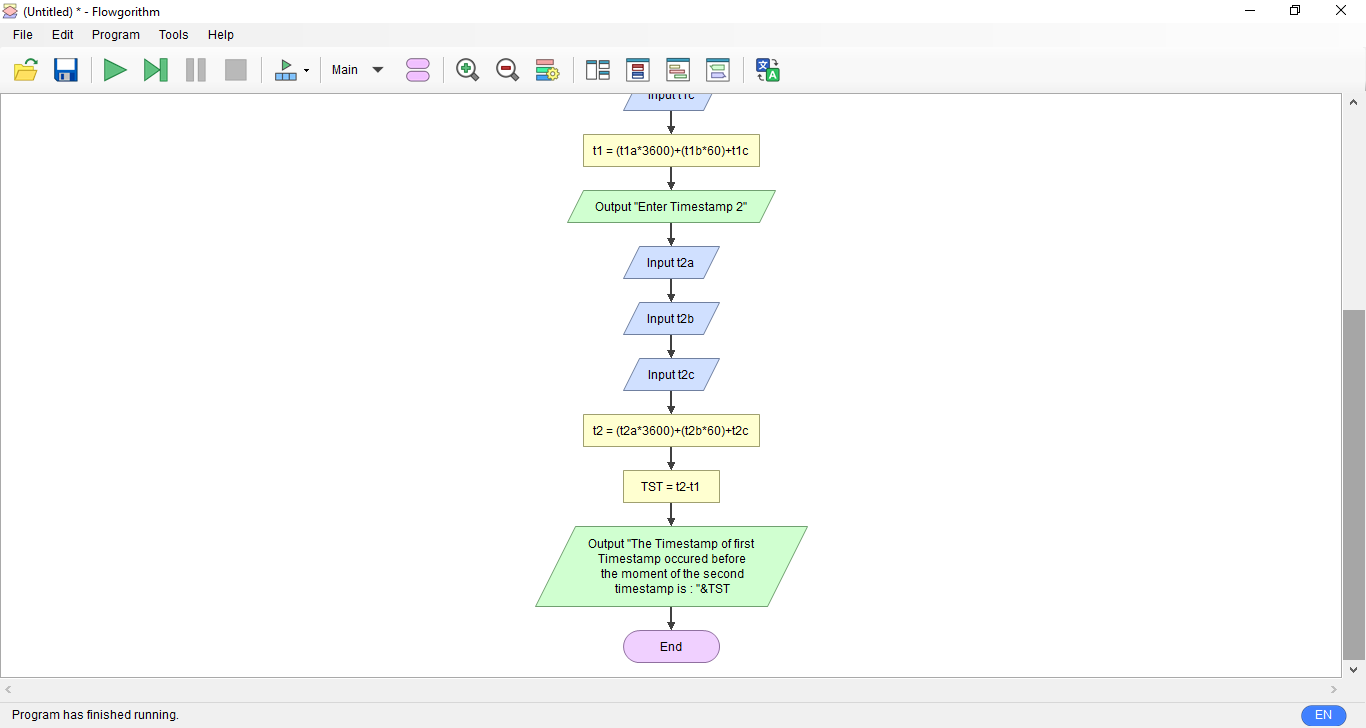 (Untitled) * - Flowgorithm
File Edit Program Tools Help
Main
Input t1c
t1 = (t1a*3600)+(t1b*60)+t1c
Output "Enter Timestamp 2"
Input t2a
Input t2b
Input t2c
t2 = (t2a*3600)+(t2b*60)+t2c
TST = t2-t1
Output "The Timestamp of first
Timestamp occured before
the moment of the second
timestamp is : "&TST
End
Program has finished running.
EN